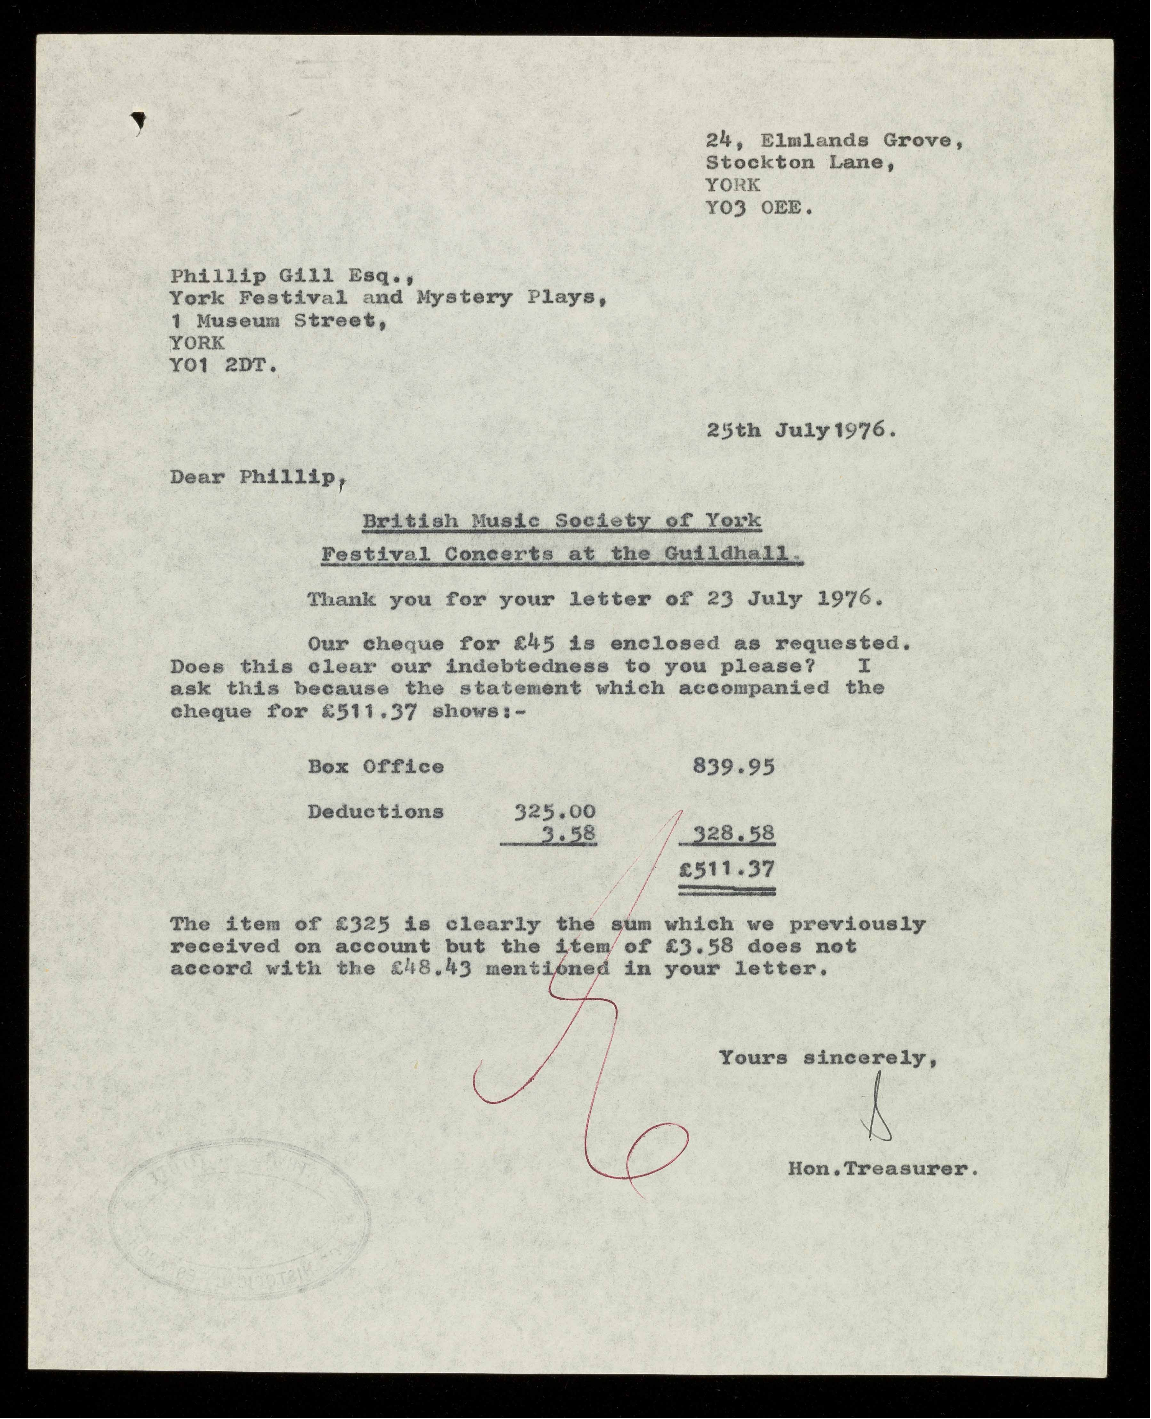 24, Elmlands Grove,
Stockton Lane,
YORK
YO3 OEE.
Phillip Gill Esq.,
York Festival and Mystery Plays,
1 Museum Street,
YORK
YO1 2DT.
25th July1976.
Dear Phillip,
British Music Society of York
Festival Concerts at the Guildhall.
Thank you for your letter of 23 July 1976.
Our cheque for £45 is enclosed as requested.
Does this clear our indebtedness to you please? I
ask this because the statement which accompanied the
cheque for £511.37 shows:-
Box Office 839.95
Deductions 325.00
3.58 328.58
£511.37
The item of £325 is clearly the sum which we previously
received on account but the item of £3.58 does not
accord with the £48.43 mentioned in your letter.
Yours sincerely,
Hon.Treasurer.